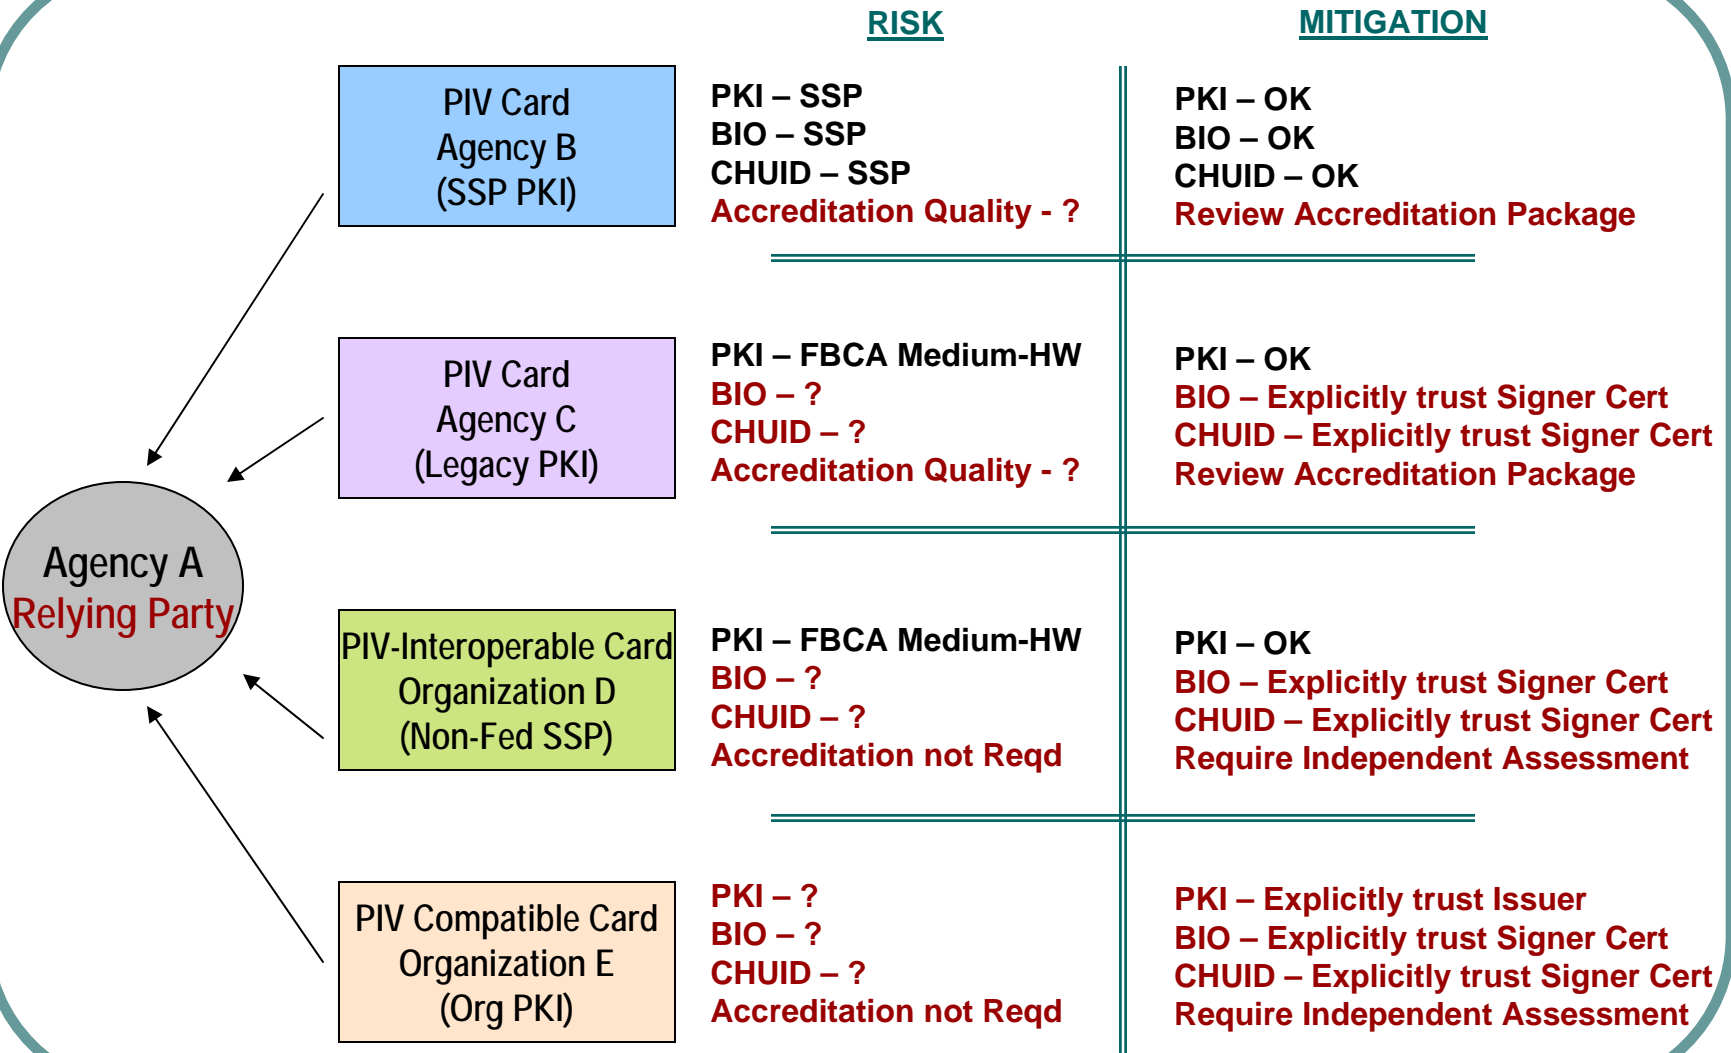 RISK
MITIGATION
PIV Card
Agency B
(SSP PKI)
PKI – SSP
BIO – SSP
CHUID – SSP
Accreditation Quality - ?
PKI – OK
BIO – OK
CHUID – OK
Review Accreditation Package
PIV Card
Agency C
(Legacy PKI)
PKI – FBCA Medium-HW
BIO – ?
CHUID – ?
Accreditation Quality - ?
PKI – OK
BIO – Explicitly trust Signer Cert
CHUID – Explicitly trust Signer Cert
Review Accreditation Package
Agency A
Relying Party
PIV-Interoperable Card
Organization D
(Non-Fed SSP)
PKI – FBCA Medium-HW
BIO – ?
CHUID – ?
Accreditation not Reqd
PKI – OK
BIO – Explicitly trust Signer Cert
CHUID – Explicitly trust Signer Cert
Require Independent Assessment
PIV Compatible Card
Organization E
(Org PKI)
PKI – ?
BIO – ?
CHUID – ?
Accreditation not Reqd
PKI – Explicitly trust Issuer
BIO – Explicitly trust Signer Cert
CHUID – Explicitly trust Signer Cert
Require Independent Assessment